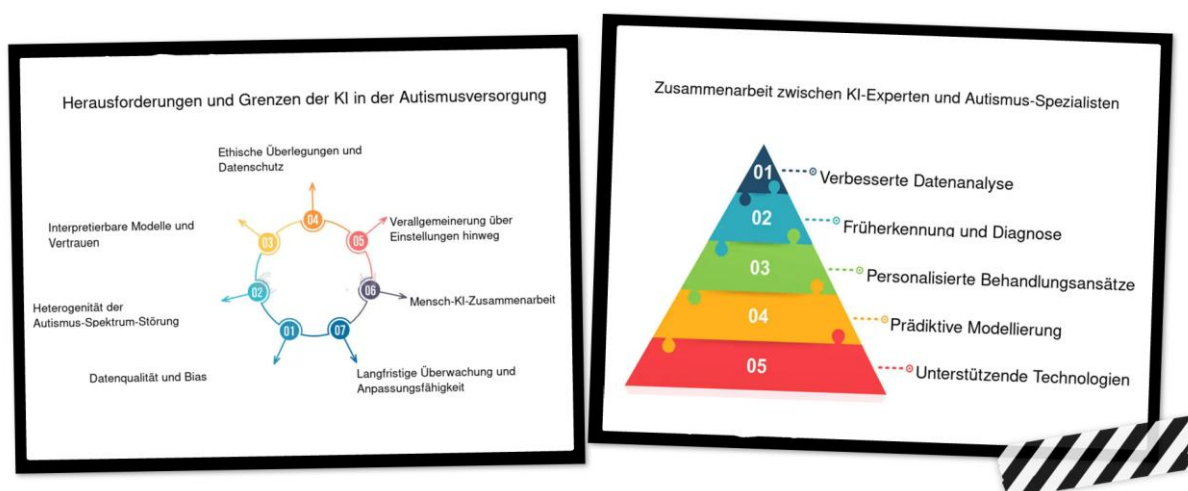 Herausforderungen und Grenzen der KI in der Autismusversorgung
Ethische Überlegungen und
Datenschutz
Interpretierbare Modelle und
Vertrauen
Verallgemeinerung über
Einstellungen hinweg
Heterogenität der
Autismus-Spektrum-Störung
Mensch-KI-Zusammenarbeit
Datenqualität und Bias
Langfristige Überwachung und
Anpassungsfähigkeit
04
03
05
02
06
01
07
Zusammenarbeit zwischen KI-Experten und Autismus-Spezialisten
01 Verbesserte Datenanalyse
02 Früherkennung und Diagnose
03 Personalisierte Behandlungsansätze
04 Prädiktive Modellierung
05 Unterstützende Technologien